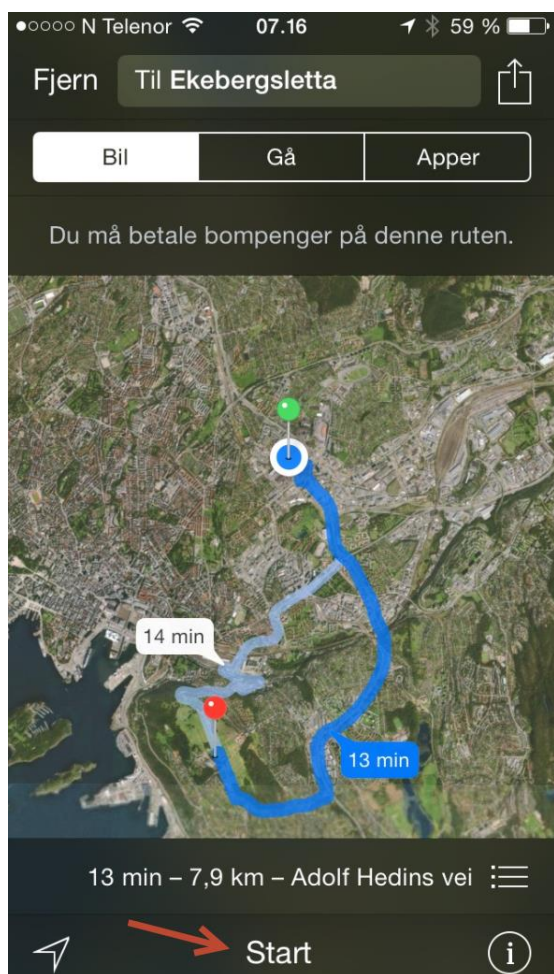 N Telenor 07.16 59 %
Fjern Til Ekebergsletta
Bil Gå Apper
Du må betale bompenger på denne ruten.
14 min
13 min
13 min – 7,9 km – Adolf Hedins vei
Start i